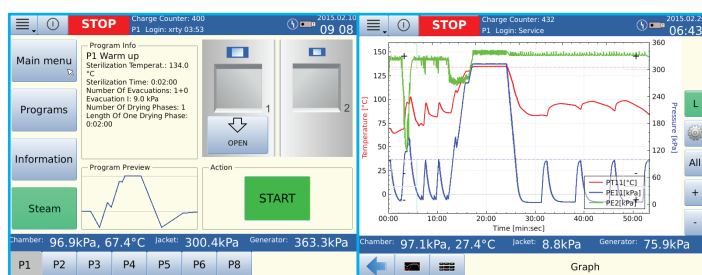 STOP
Charge Counter: 400
P1 Login: xrty 03:53
2015.02.10
09 08
Main menu
Programs
Information
Steam
Program Info
P1 Warm up
Sterilization Temperat.: 134.0
°C
Sterilization Time: 0:02:00
Number Of Evacuations: 1+0
Evacuation I: 9.0 kPa
Number Of Drying Phases: 1
Length Of One Drying Phase:
0:02:00
1
2
OPEN
Program Preview
Action
START
Chamber: 96.9kPa, 67.4°C Jacket: 300.4kPa Generator: 363.3kPa
P1 P2 P3 P4 P5 P6 P8
STOP
Charge Counter: 432
P1 Login: Service
2015.02.20
06:43
Temperature [°C]
150
125
100
75
50
25
0
360
300
240
180
120
60
0
Pressure [kPa]
PT11[°C]
PE11[kPa]
PE2[kPa]
00:00 10:00 20:00 30:00 40:00 50:00
Time [min:sec]
L
All
+
-
Chamber: 97.1kPa, 27.4°C Jacket: 8.8kPa Generator: 75.9kPa
Graph